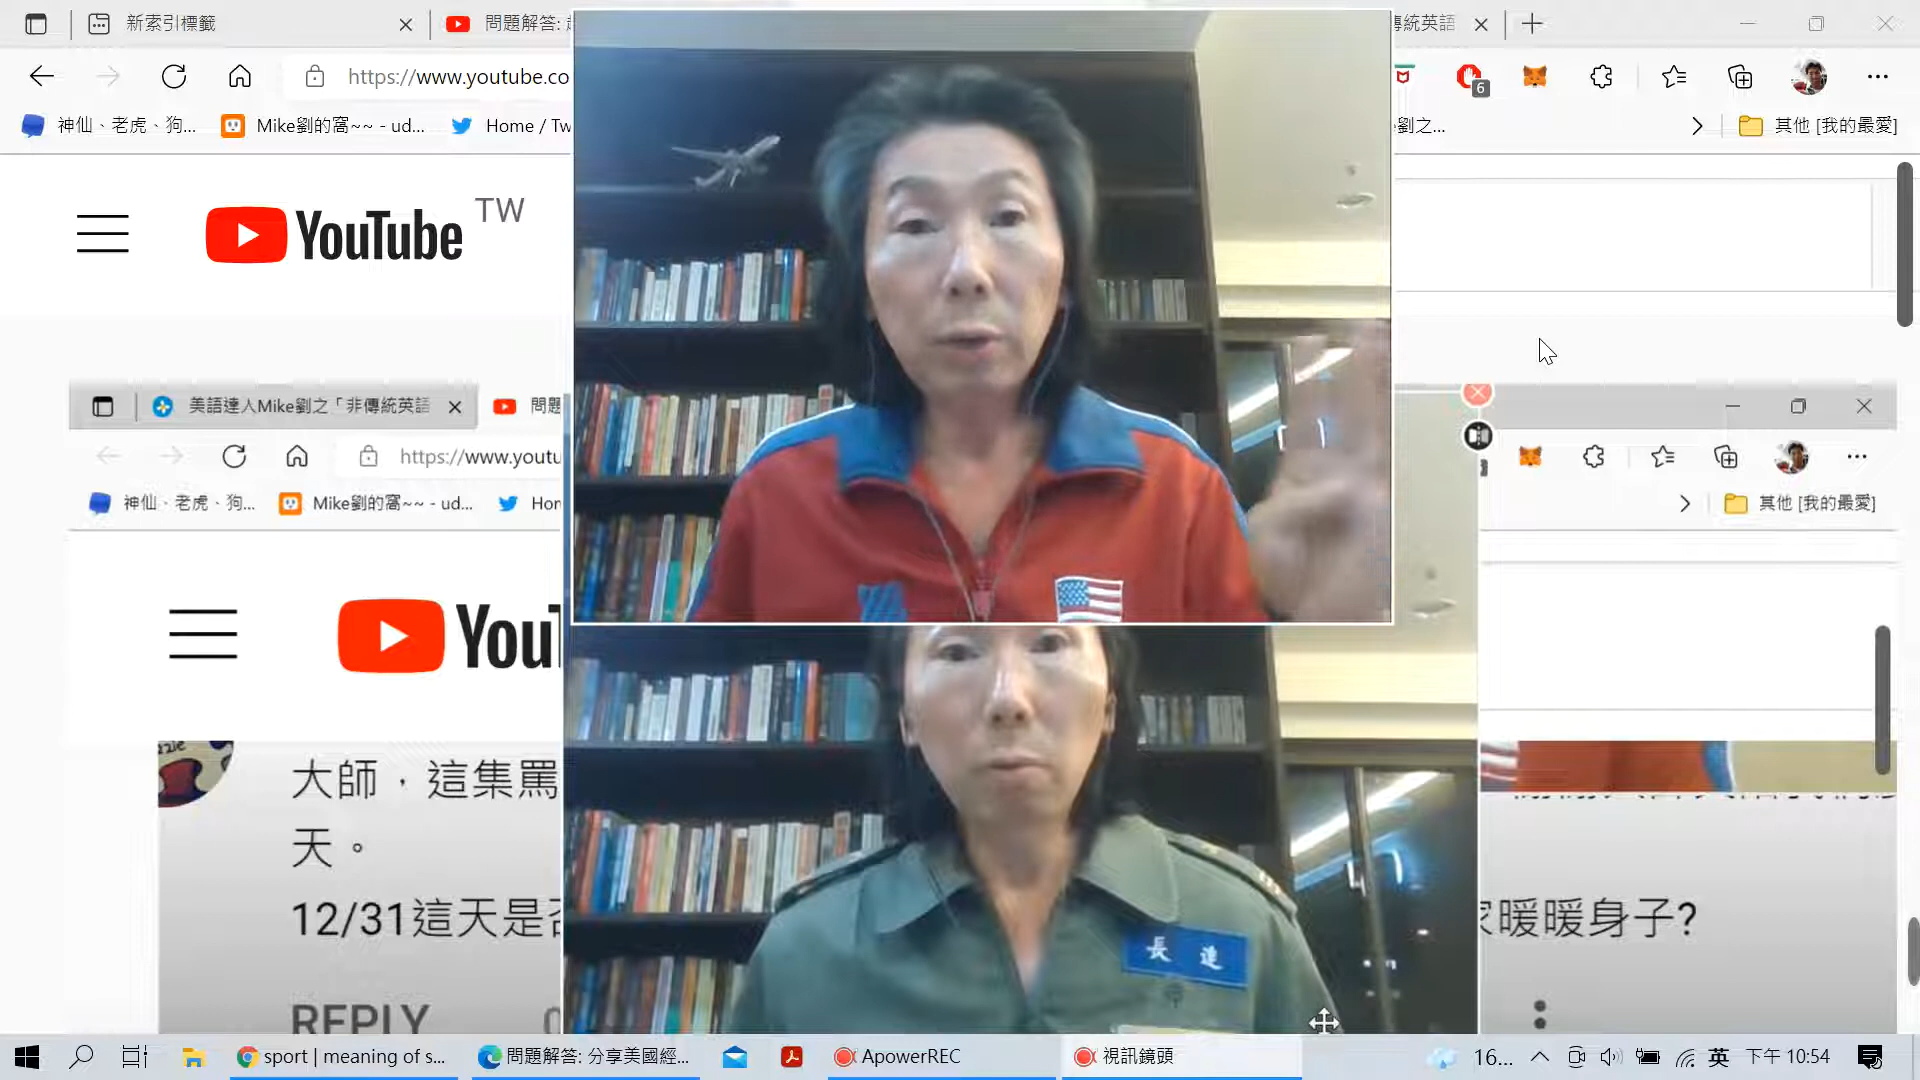 新索引標籤
問題解答:
傳統英語
https://www.youtube.co
6
神仙、老虎、狗...
Mike劉的窩~~ - ud...
Home / Tw
劉之...
其他 [我的最愛]
YouTube TW
美語達人Mike劉之「非傳統英語
問題
https://www.youtu
神仙、老虎、狗...
Mike劉的窩~~ - ud...
Hon
其他 [我的最愛]
You
大師，這集罵
天。
12/31這天是否
家暖暖身子?
長 連
REPLY
sport | meaning of s...
問題解答: 分享美國經...
ApowerREC
視訊鏡頭
16...
英
下午 10:54